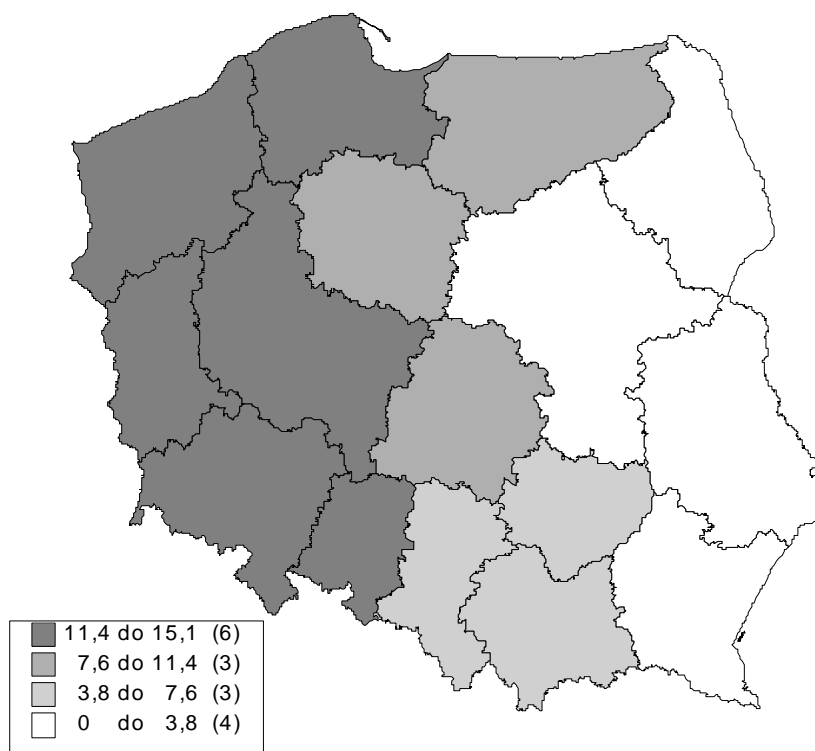 11,4 do 15,1 (6)
7,6 do 11,4 (3)
3,8 do 7,6 (3)
0 do 3,8 (4)